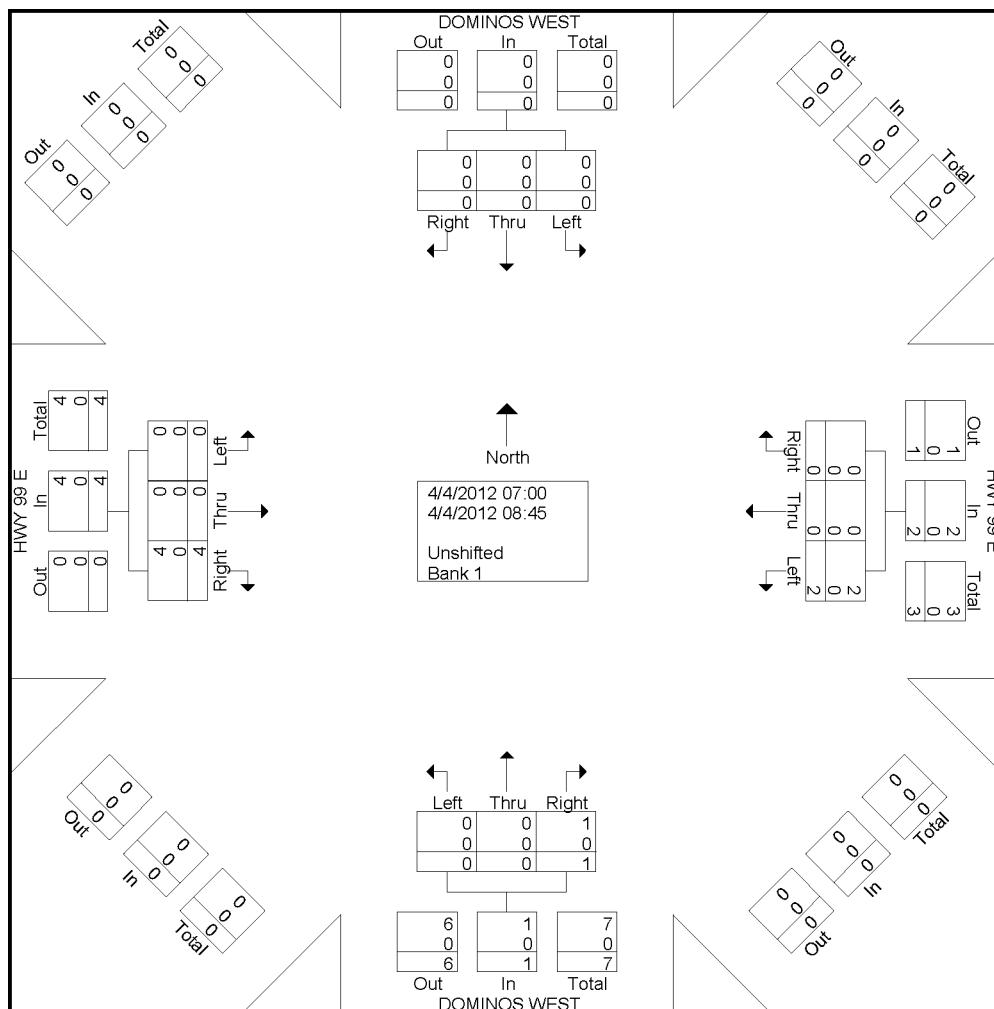 DOMINOS WEST
Out In Total
0 0 0
0 0 0
0 0 0
0 0 0
0 0 0
0 0 0
Right Thru Left
Out In Total
0 0 0
0 0 0
0 0 0
Out In Total
0 0 0
0 0 0
0 0 0
HWY 99 E
Out In Total
0 4 4
0 0 0
0 4 4
Left Thru Right
0 0 4
0 0 0
0 0 4
North
4/4/2012 07:00
4/4/2012 08:45
Unshifted
Bank 1
Right Thru Left
0 0 2
0 0 0
0 0 2
HWY 99 E
Out In Total
1 2 3
0 0 0
1 2 3
Left Thru Right
0 0 1
0 0 0
0 0 1
6 1 7
0 0 0
6 1 7
Out In Total
DOMINOS WEST
0 0 0
0 0 0
0 0 0
Out In Total
0 0 0
0 0 0
0 0 0
Out In Total